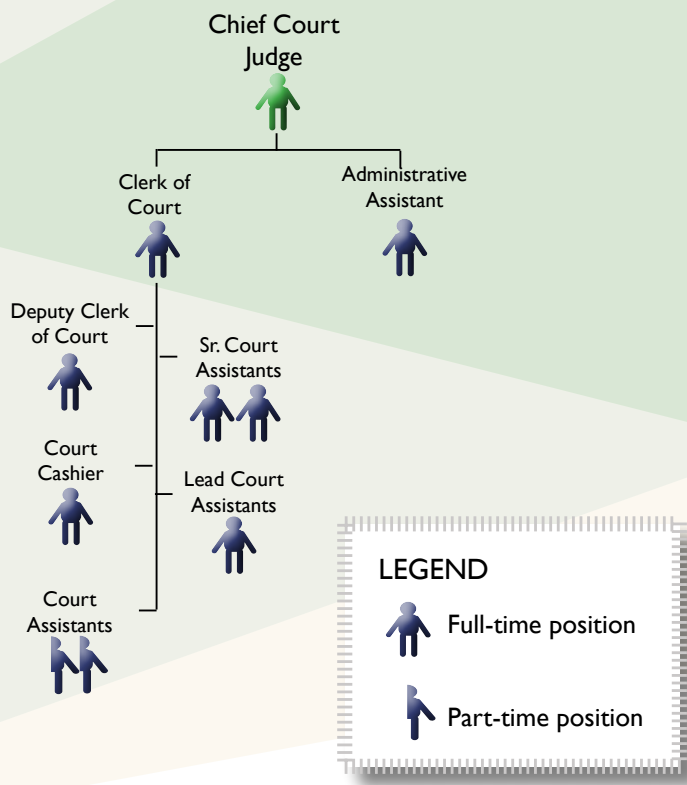 Chief Court
Judge
Clerk of
Court
Administrative
Assistant
Deputy Clerk
of Court
Sr. Court
Assistants
Court
Cashier
Lead Court
Assistants
Court
Assistants
LEGEND
Full-time position
Part-time position